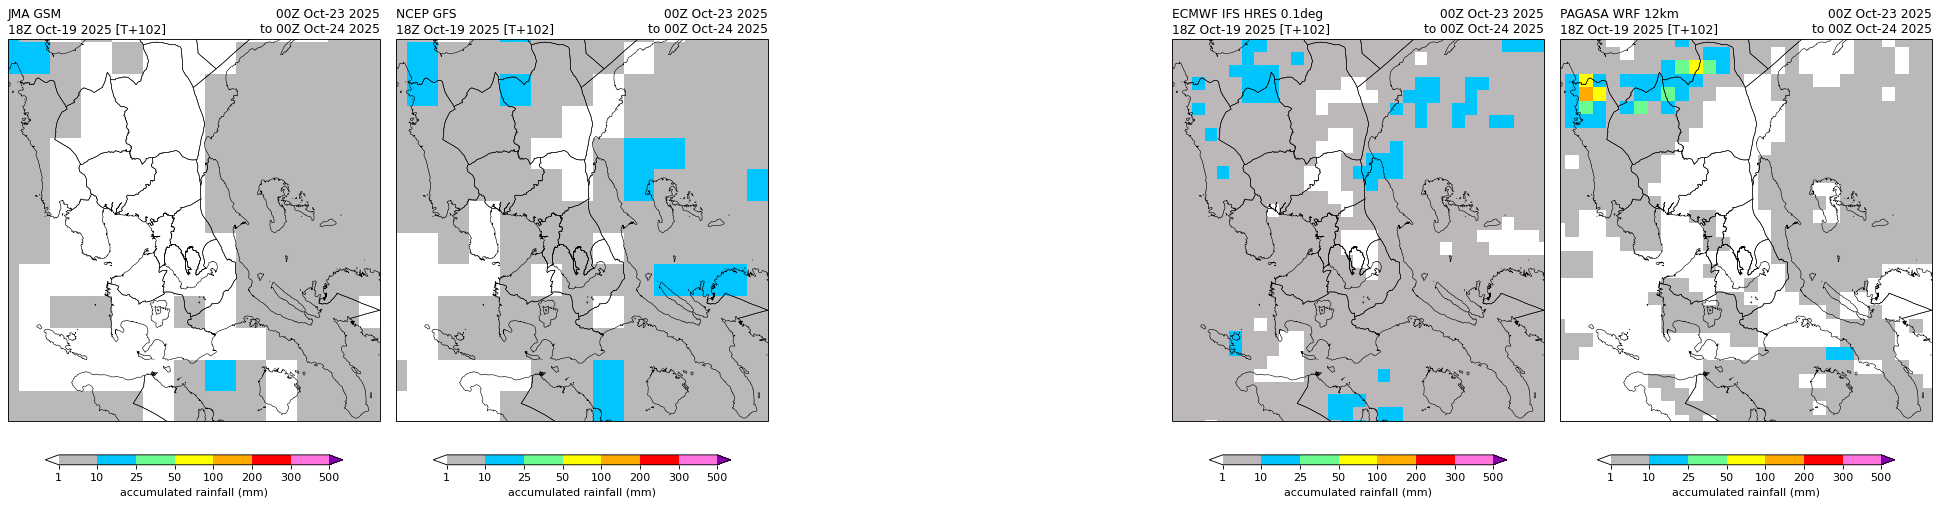 JMA GSM 00Z Oct-23 2025
18Z Oct-19 2025 [T+102] to 00Z Oct-24 2025
1 10 25 50 100 200 300 500
accumulated rainfall (mm)
NCEP GFS 00Z Oct-23 2025
18Z Oct-19 2025 [T+102] to 00Z Oct-24 2025
1 10 25 50 100 200 300 500
accumulated rainfall (mm)
ECMWF IFS HRES 0.1deg 00Z Oct-23 2025
18Z Oct-19 2025 [T+102] to 00Z Oct-24 2025
1 10 25 50 100 200 300 500
accumulated rainfall (mm)
PAGASA WRF 12km 00Z Oct-23 2025
18Z Oct-19 2025 [T+102] to 00Z Oct-24 2025
1 10 25 50 100 200 300 500
accumulated rainfall (mm)